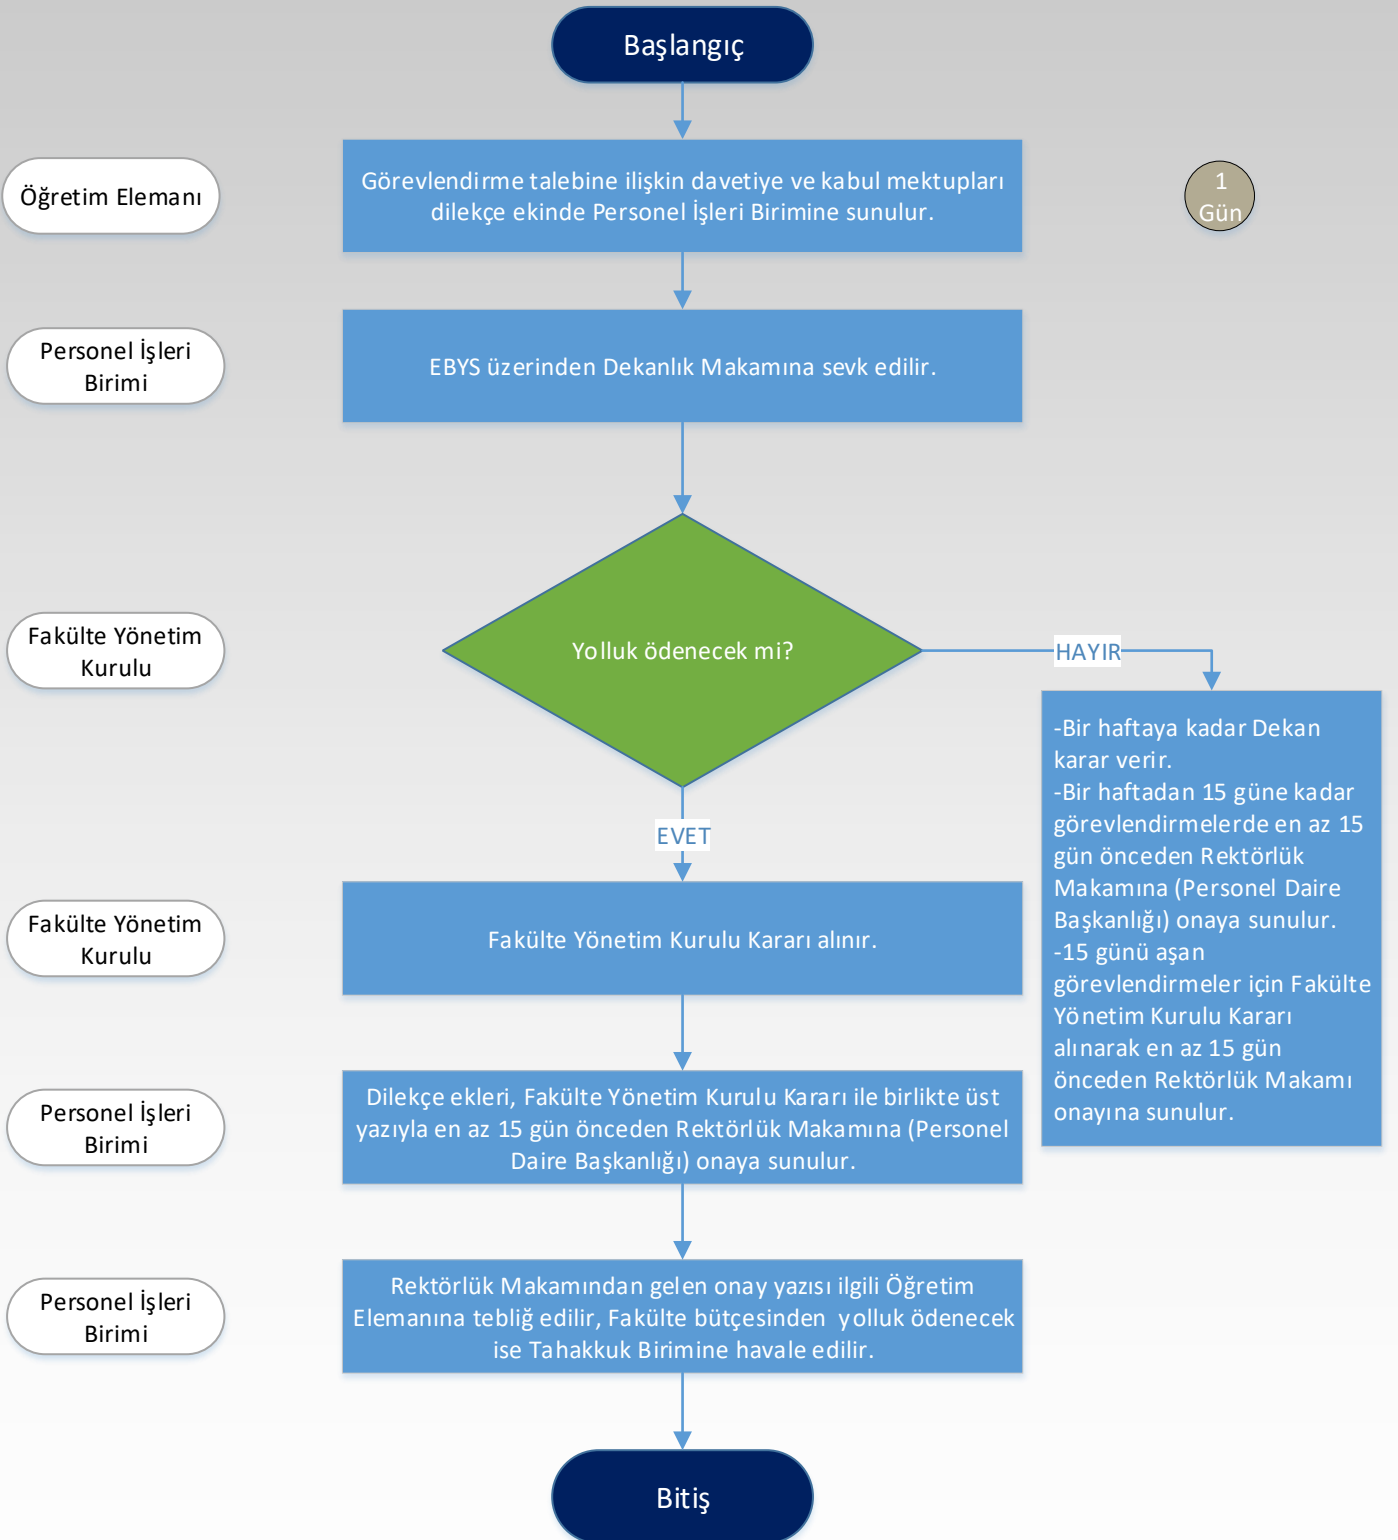 Başlangıç
Öğretim Elemanı
Görevlendirme talebine ilişkin davetiye ve kabul mektupları
dilekçe ekinde Personel İşleri Birimine sunulur.
1
Gün
Personel İşleri
Birimi
EBYS üzerinden Dekanlık Makamına sevk edilir.
Fakülte Yönetim
Kurulu
Yolluk ödenecek mi?
HAYIR
-Bir haftaya kadar Dekan
karar verir.
-Bir haftadan 15 güne kadar
görevlendirmelerde en az 15
gün önceden Rektörlük
Makamına (Personel Daire
Başkanlığı) onaya sunulur.
-15 günü aşan
görevlendirmeler için Fakülte
Yönetim Kurulu Kararı
alınarak en az 15 gün
önceden Rektörlük Makamı
onayına sunulur.
EVET
Fakülte Yönetim
Kurulu
Fakülte Yönetim Kurulu Kararı alınır.
Personel İşleri
Birimi
Dilekçe ekleri, Fakülte Yönetim Kurulu Kararı ile birlikte üst
yazıyla en az 15 gün önceden Rektörlük Makamına (Personel
Daire Başkanlığı) onaya sunulur.
Personel İşleri
Birimi
Rektörlük Makamından gelen onay yazısı ilgili Öğretim
Elemanına tebliğ edilir, Fakülte bütçesinden yolluk ödenecek
ise Tahakkuk Birimine havale edilir.
Bitiş